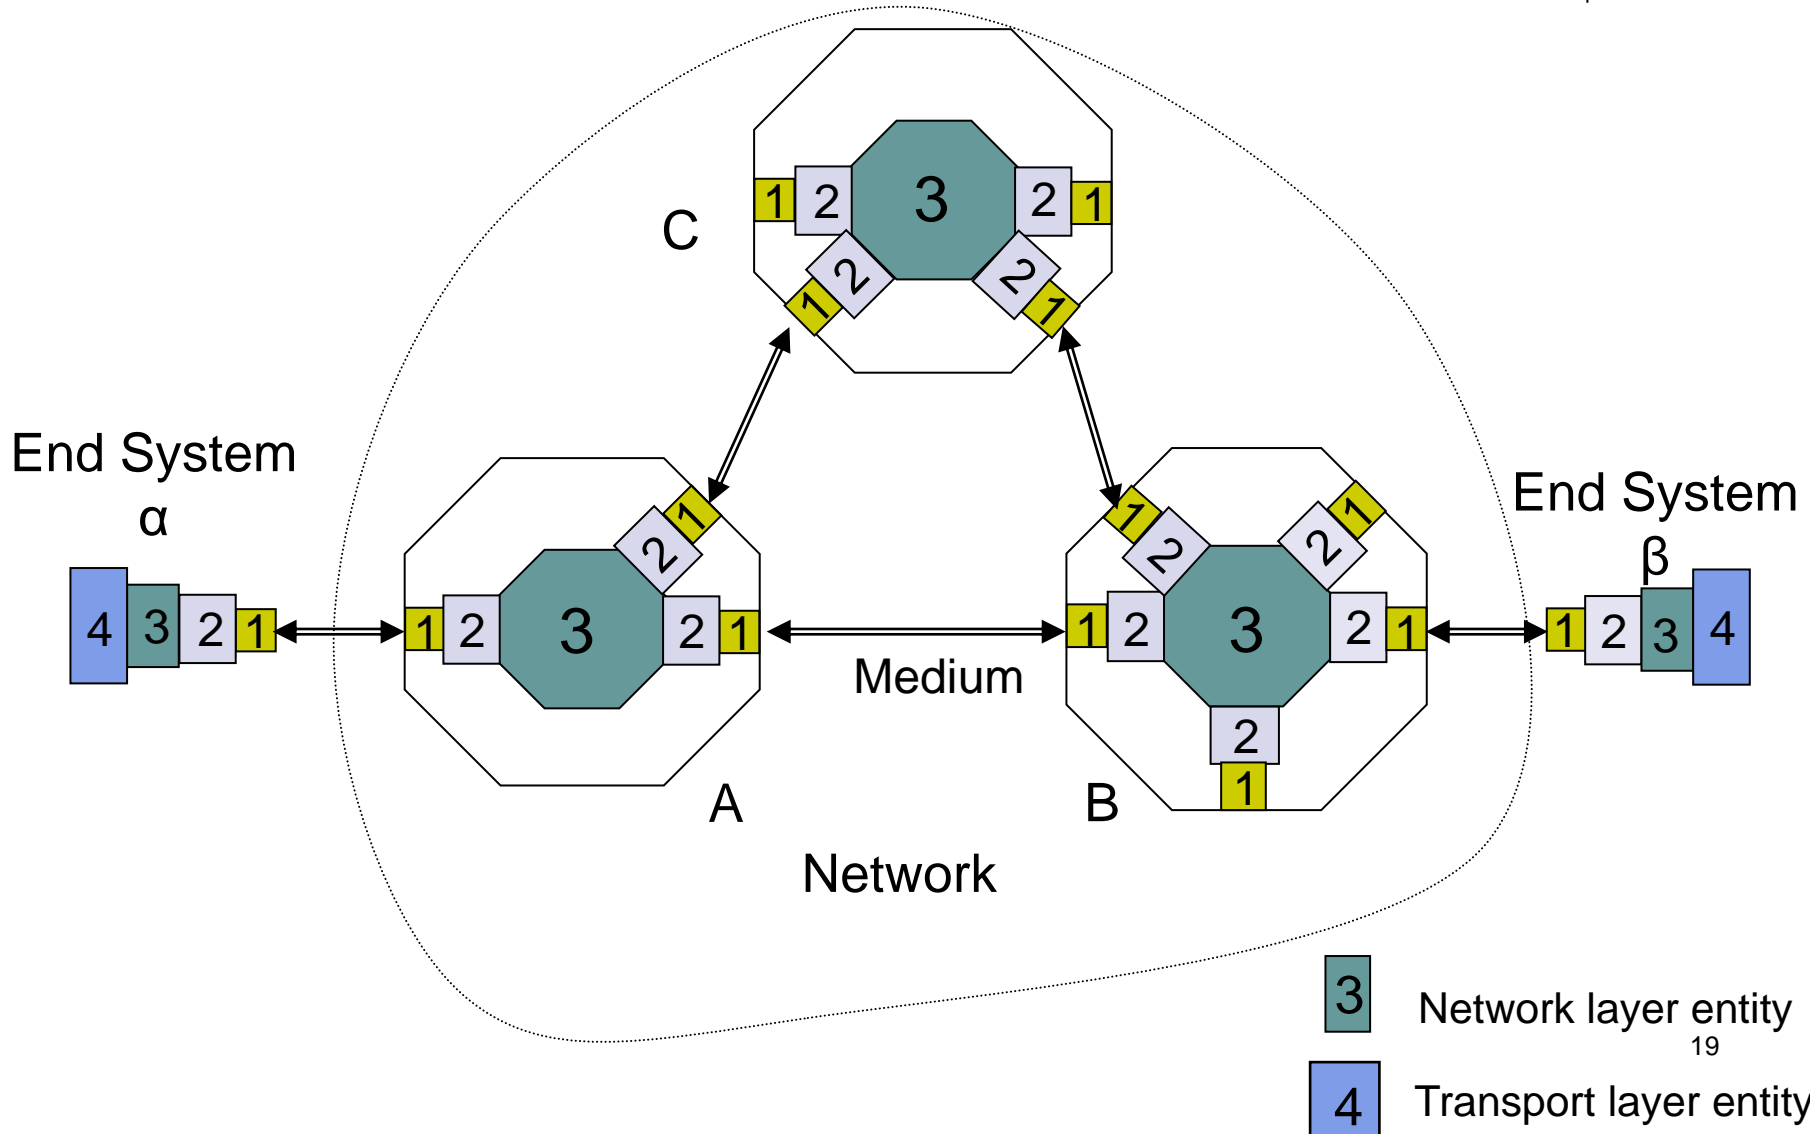 3
1 2 2 1
C
2 2
1 1
End System
α
End System
β
1 1 1
2 2 2
4 3 2 1 1 2 3 2 1 1 2 3 2 1 1 2 3 4
Medium
2
1
A
B
Network
3 Network layer entity
19
4 Transport layer entity